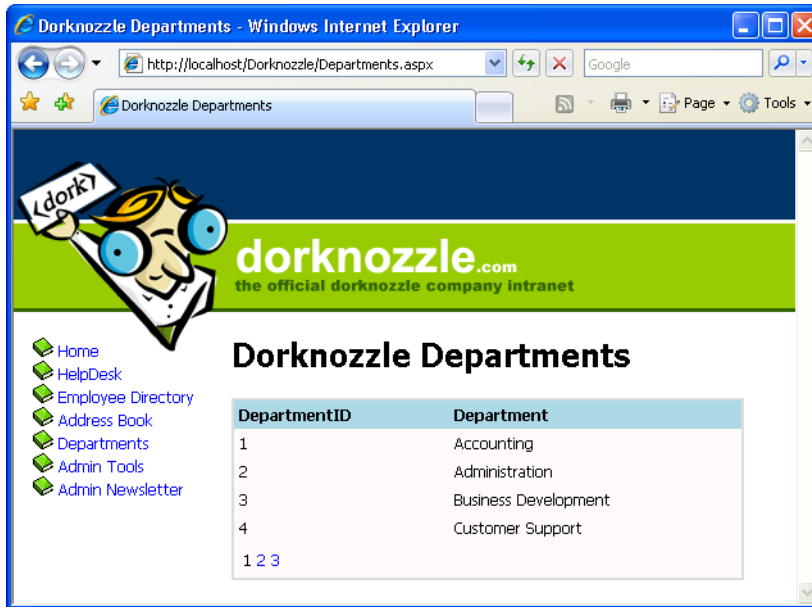 Dorknozzle Departments - Windows Internet Explorer
http://localhost/Dorknozzle/Departments.aspx
Google
Dorknozzle Departments
Page
Tools
<dork>
dorknozzle.com
the official dorknozzle company intranet
Home
HelpDesk
Employee Directory
Address Book
Departments
Admin Tools
Admin Newsletter
Dorknozzle Departments
DepartmentID Department
1 Accounting
2 Administration
3 Business Development
4 Customer Support
1 2 3